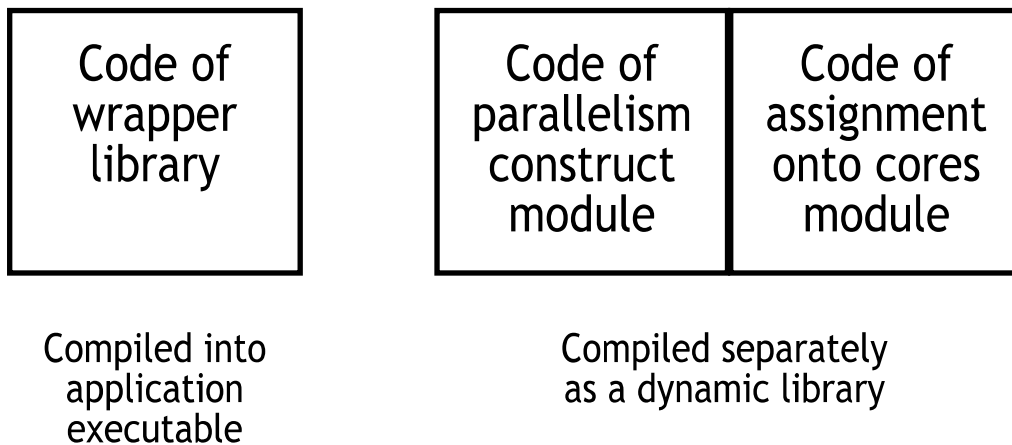 Code of
wrapper
library
Code of
parallelism
construct
module
Code of
assignment
onto cores
module
Compiled into
application
executable
Compiled separately
as a dynamic library